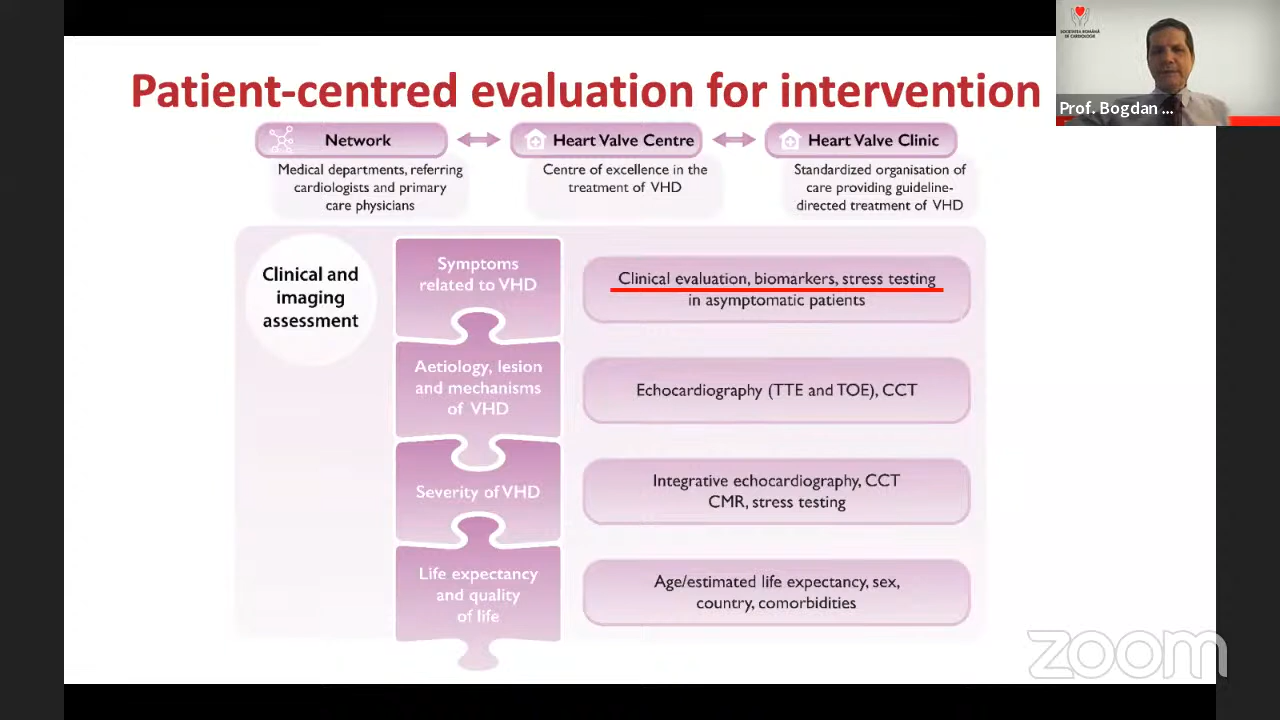 Patient-centred evaluation for intervention
SOCIETATEA ROMÂNĂ
DE CARDIOLOGIE
Prof. Bogdan ...
Network
Heart Valve Centre
Heart Valve Clinic
Medical departments, referring
cardiologists and primary
care physicians
Centre of excellence in the
treatment of VHD
Standardized organisation of
care providing guideline-
directed treatment of VHD
Clinical and
imaging
assessment
Symptoms
related to VHD
Clinical evaluation, biomarkers, stress testing
in asymptomatic patients
Aetiology, lesion
and mechanisms
of VHD
Echocardiography (TTE and TOE), CCT
Severity of VHD
Integrative echocardiography, CCT
CMR, stress testing
Life expectancy
and quality
of life
Age/estimated life expectancy, sex,
country, comorbidities
zoom